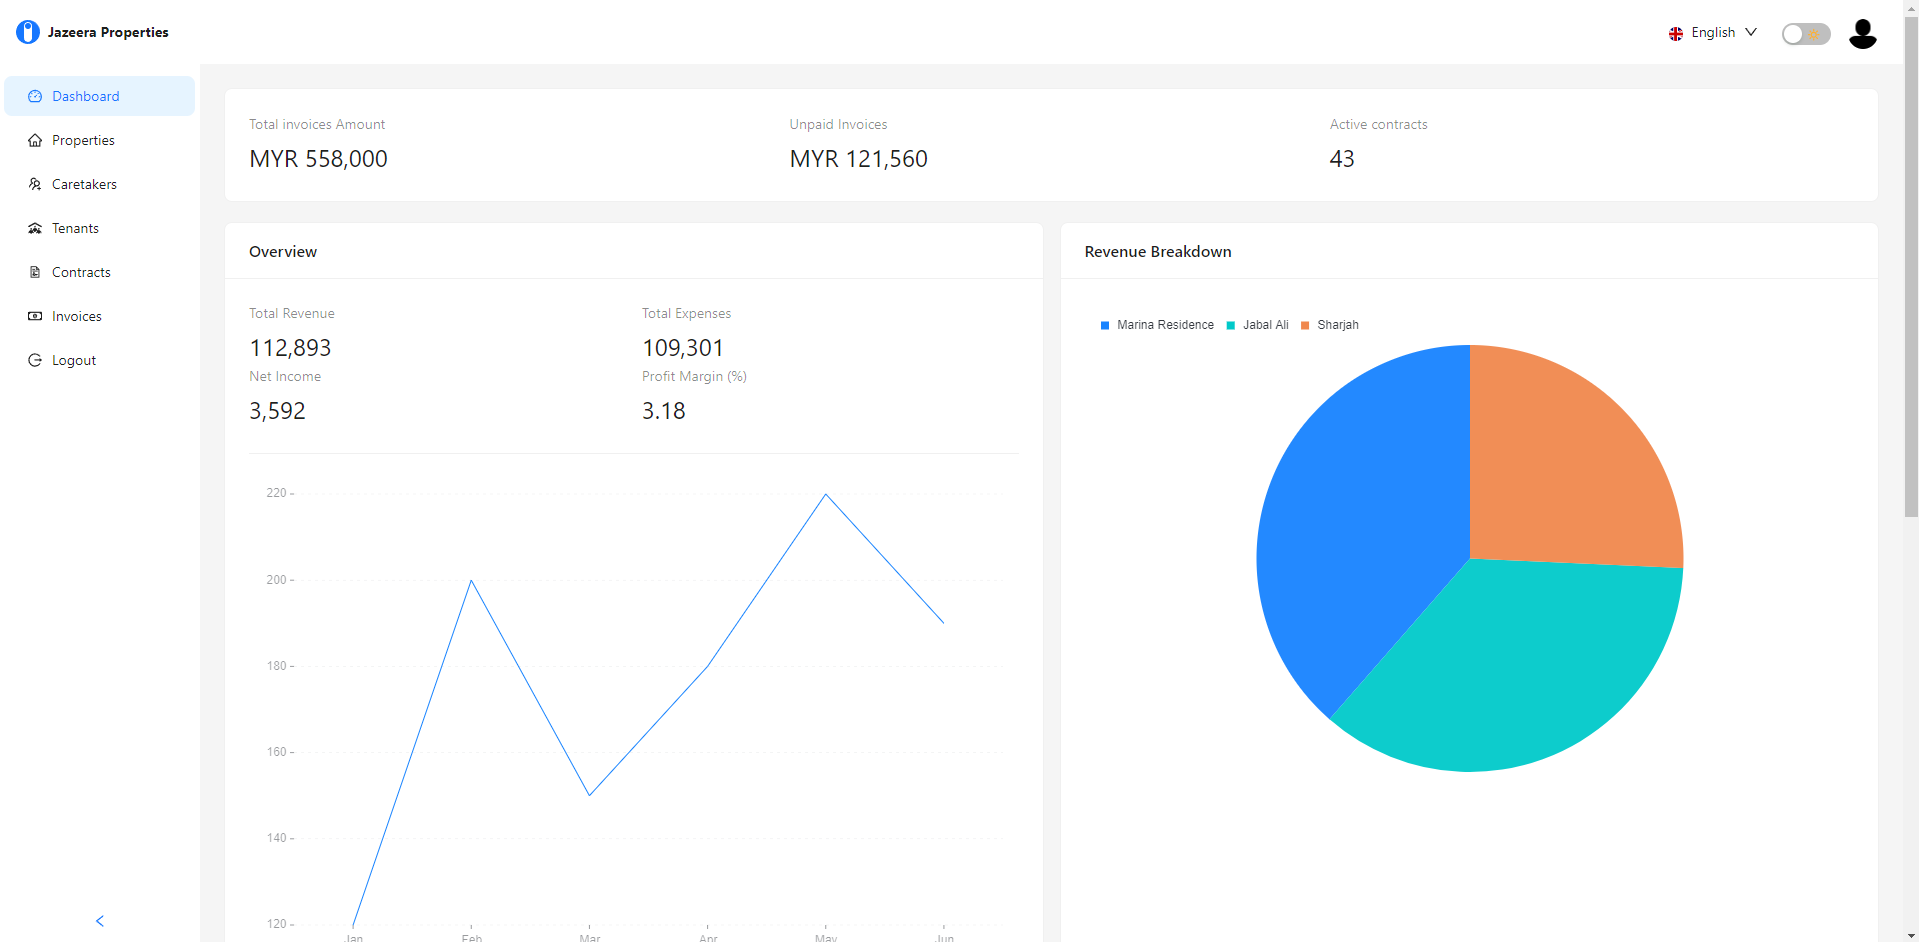 Jazeera Properties
English
Dashboard
Properties
Caretakers
Tenants
Contracts
Invoices
Logout
Total invoices Amount
MYR 558,000
Unpaid Invoices
MYR 121,560
Active contracts
43
Overview
Total Revenue
112,893
Total Expenses
109,301
Net Income
3,592
Profit Margin (%)
3.18
220
200
180
160
140
120
Jan Feb Mar Apr May Jun
Revenue Breakdown
Marina Residence Jabal Ali Sharjah